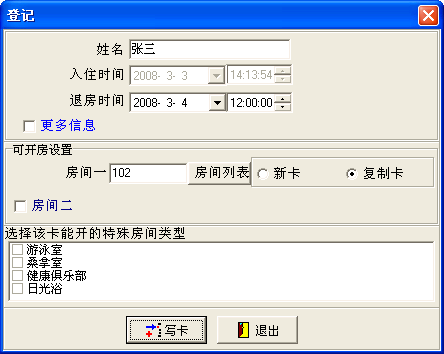 登记
姓名 张三
入住时间 2008- 3- 3 14:13:54
退房时间 2008- 3- 4 12:00:00
更多信息
可开房设置
房间一 102 房间列表 新卡 复制卡
房间二
选择该卡能开的特殊房间类型
游泳室
桑拿室
健康俱乐部
日光浴
写卡 退出